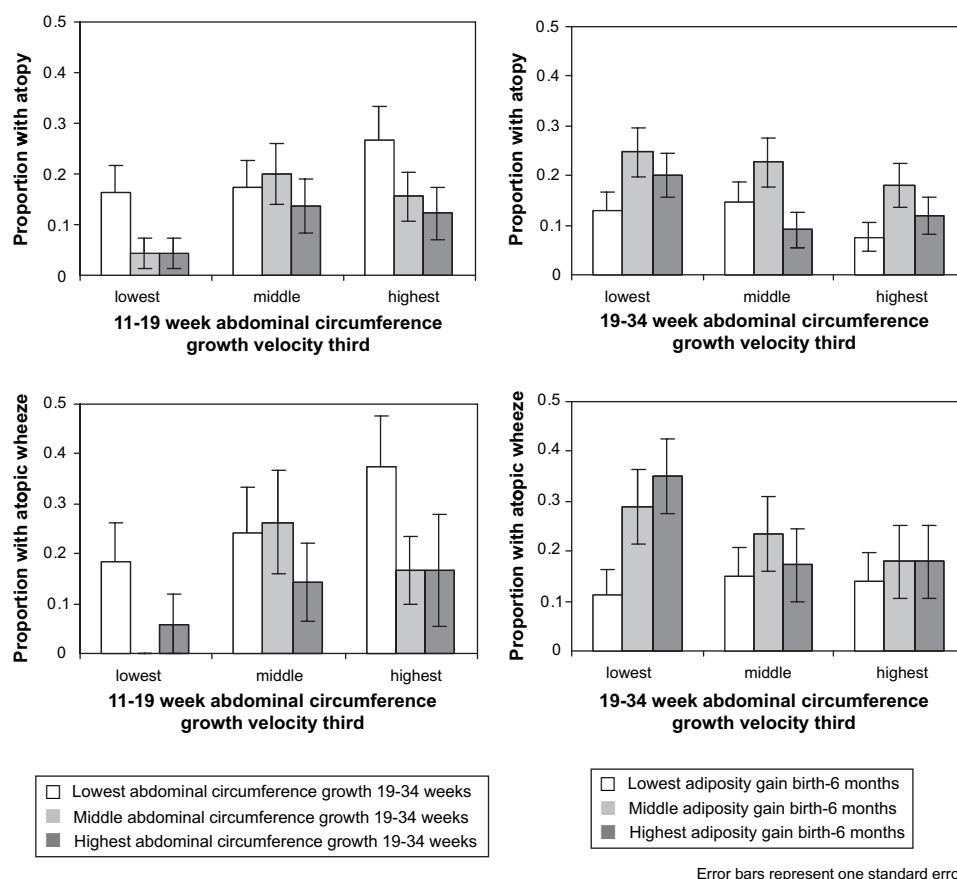 0.5
0.4
0.3
0.2
0.1
0
Proportion with atopy
lowest middle highest
11-19 week abdominal circumference
growth velocity third
0.5
0.4
0.3
0.2
0.1
0
Proportion with atopy
lowest middle highest
19-34 week abdominal circumference
growth velocity third
0.5
0.4
0.3
0.2
0.1
0
Proportion with atopic wheeze
lowest middle highest
11-19 week abdominal circumference
growth velocity third
0.5
0.4
0.3
0.2
0.1
0
Proportion with atopic wheeze
lowest middle highest
19-34 week abdominal circumference
growth velocity third
Lowest abdominal circumference growth 19-34 weeks
Middle abdominal circumference growth 19-34 weeks
Highest abdominal circumference growth 19-34 weeks
Lowest adiposity gain birth-6 months
Middle adiposity gain birth-6 months
Highest adiposity gain birth-6 months
Error bars represent one standard erro